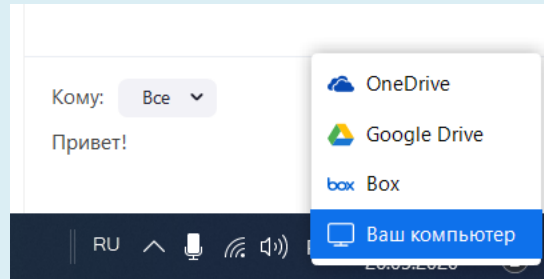 OneDrive
Кому: Все
Google Drive
Привет!
box Box
Ваш компьютер
RU